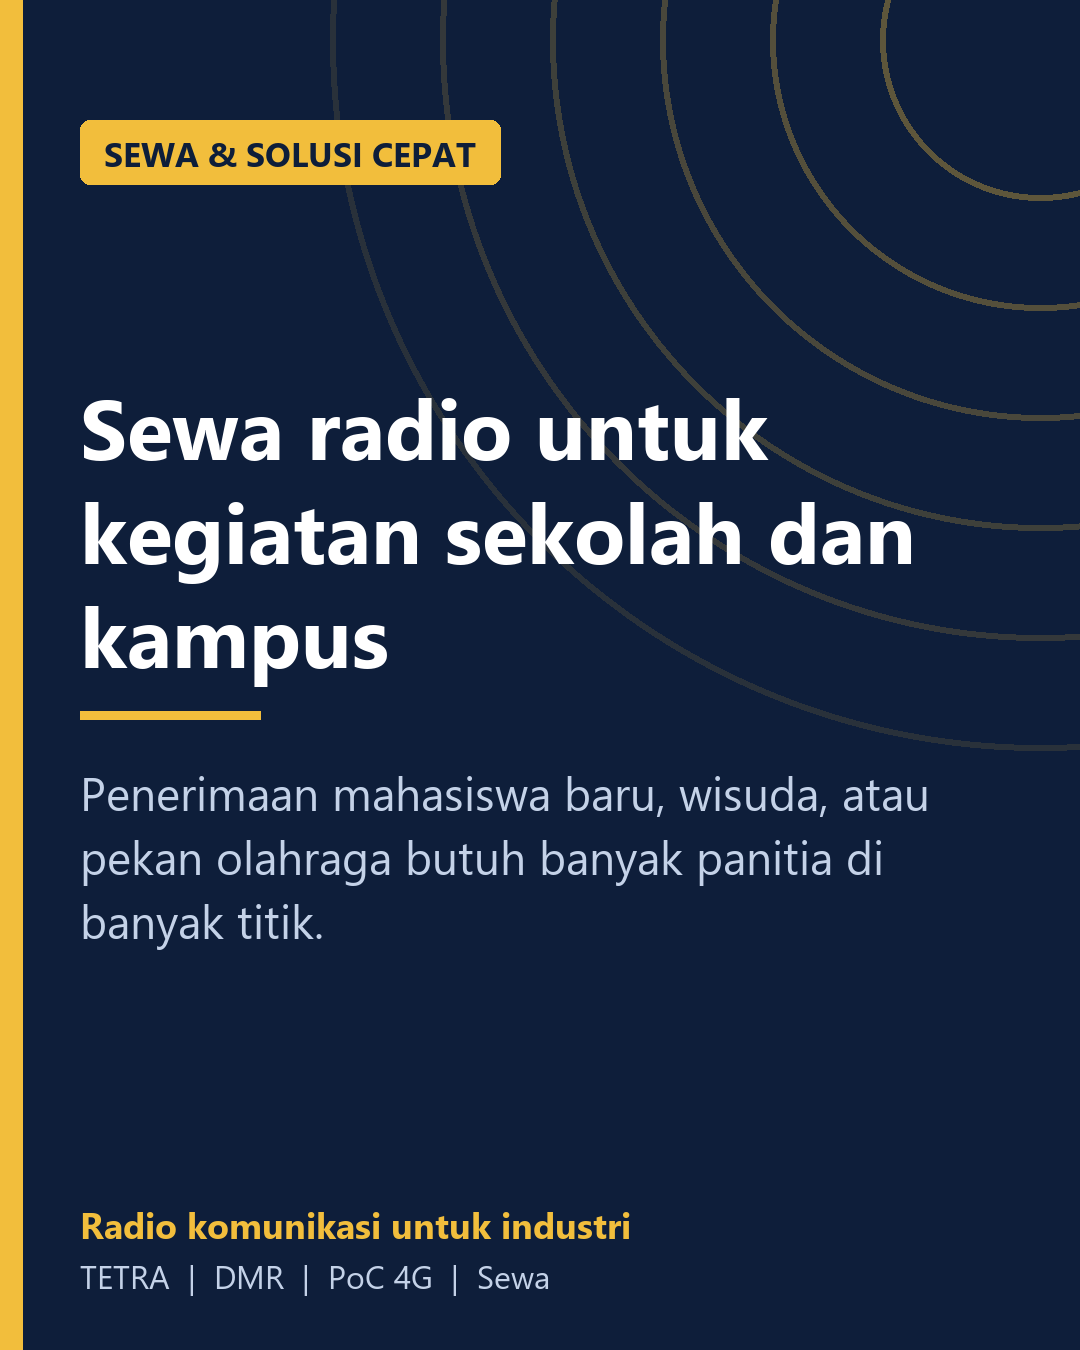 SEWA & SOLUSI CEPAT
Sewa radio untuk
kegiatan sekolah dan
kampus
Penerimaan mahasiswa baru, wisuda, atau
pekan olahraga butuh banyak panitia di
banyak titik.
Radio komunikasi untuk industri
TETRA | DMR | PoC 4G | Sewa